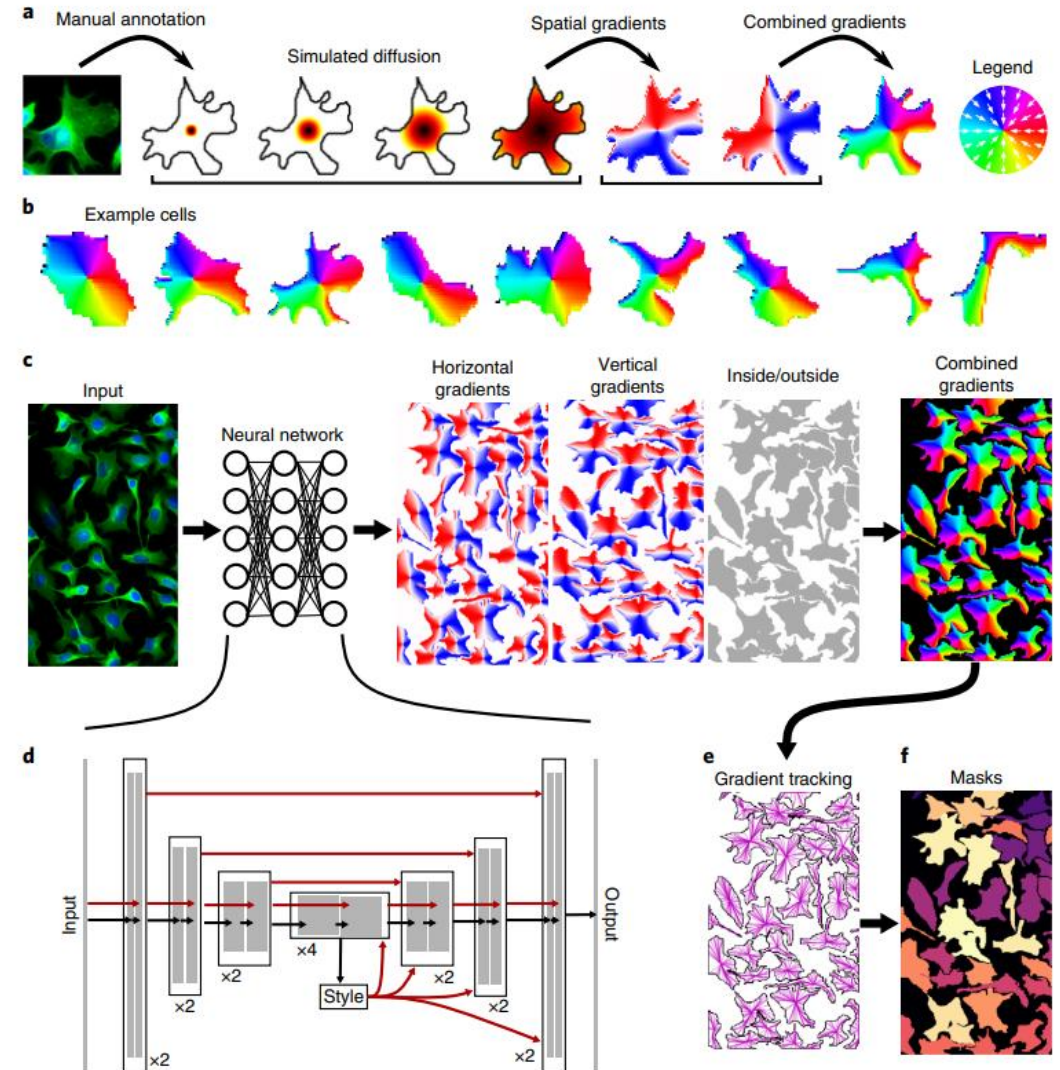 a
Manual annotation
Simulated diffusion
Spatial gradients
Combined gradients
Legend
b
Example cells
c
Input
Neural network
Horizontal
gradients
Vertical
gradients
Inside/outside
Combined
gradients
d
Input
×2
×2
×2
×4
Style
×2
×2
×2
Output
e
Gradient tracking
f
Masks